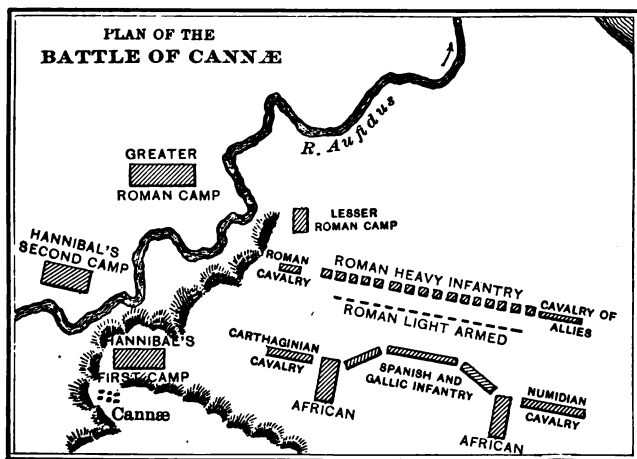 PLAN OF THE
BATTLE OF CANNÆ
R. Aufidus
GREATER
ROMAN CAMP
LESSER
ROMAN CAMP
HANNIBAL'S
SECOND CAMP
ROMAN
CAVALRY
ROMAN HEAVY INFANTRY
CAVALRY OF
ALLIES
ROMAN LIGHT ARMED
HANNIBAL'S
FIRST CAMP
CARTHAGINIAN
CAVALRY
SPANISH AND
GALLIC INFANTRY
NUMIDIAN
CAVALRY
AFRICAN
AFRICAN
Cannæ